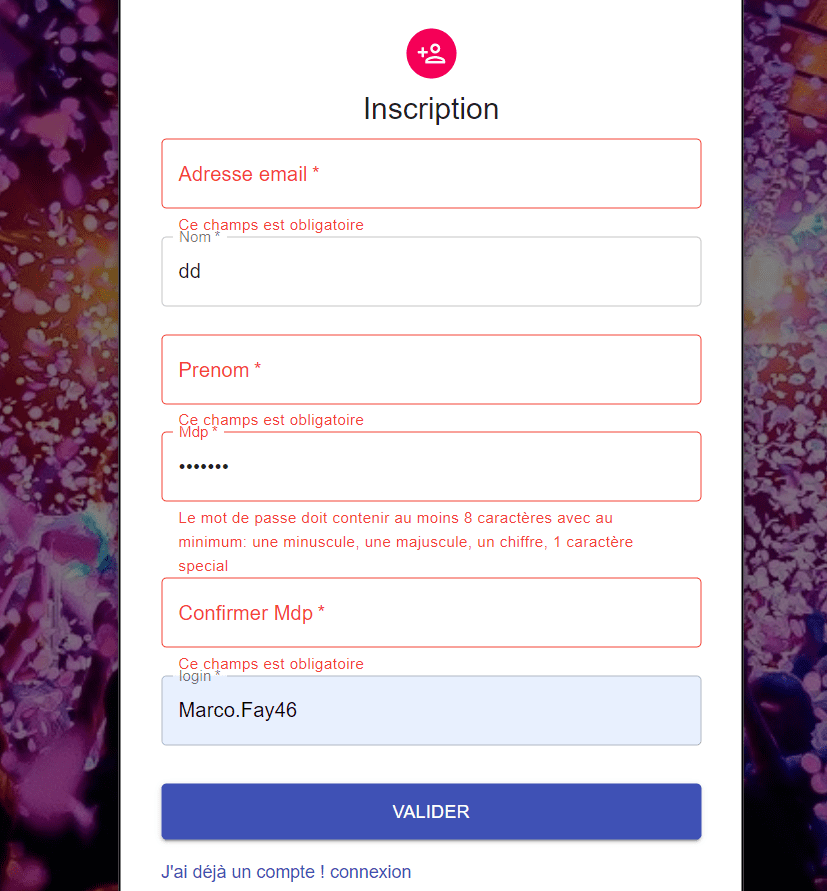 Inscription
Adresse email *
Ce champs est obligatoire
Nom *
dd
Prenom *
Ce champs est obligatoire
Mdp *
•••••••
Le mot de passe doit contenir au moins 8 caractères avec au
minimum: une minuscule, une majuscule, un chiffre, 1 caractère
special
Confirmer Mdp *
Ce champs est obligatoire
login *
Marco.Fay46
VALIDER
J'ai déjà un compte ! connexion